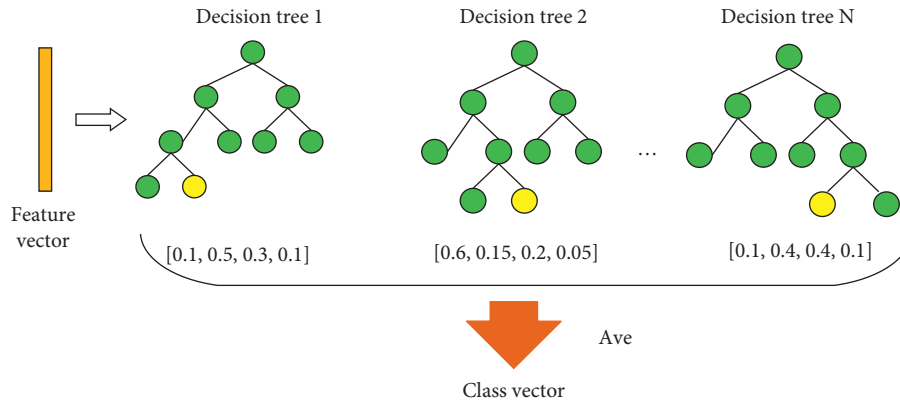 Decision tree 1
Decision tree 2
Decision tree N
...
Feature
vector
[0.1, 0.5, 0.3, 0.1]
[0.6, 0.15, 0.2, 0.05]
[0.1, 0.4, 0.4, 0.1]
Ave
Class vector